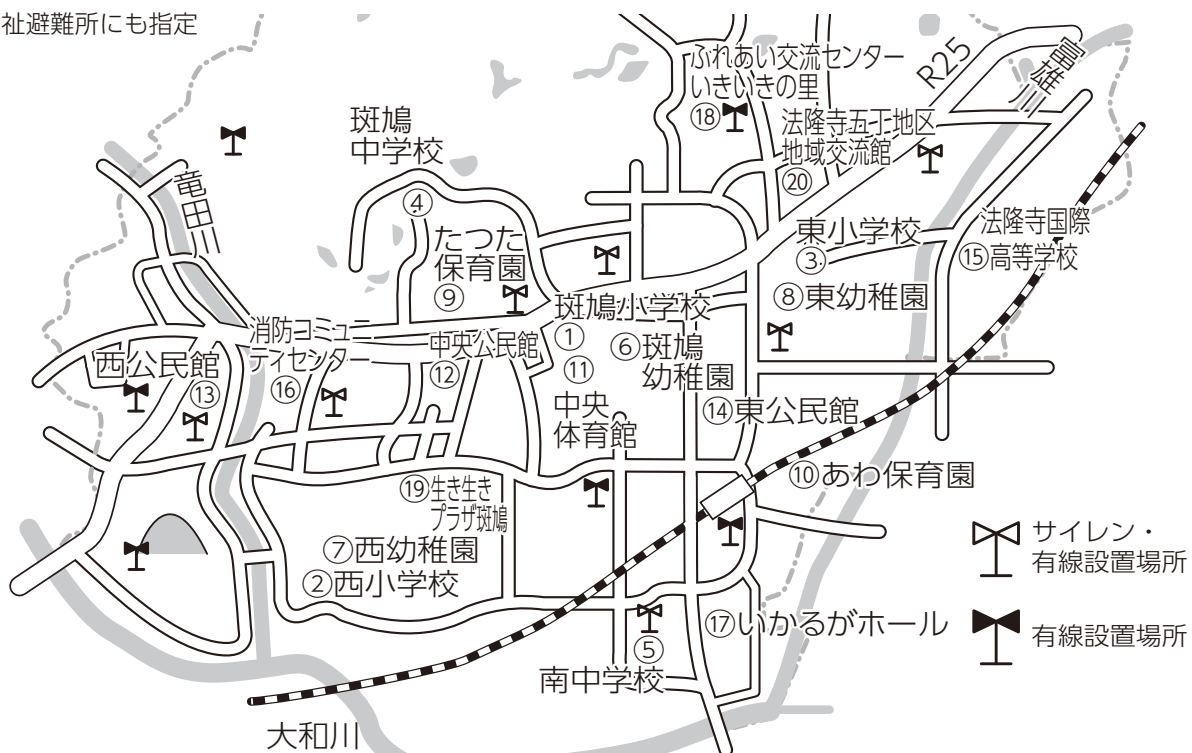 祉避難所にも指定
ふれあい交流センター
いきいきの里
⑱
R25
富雄川
斑鳩
中学校
④
法隆寺五丁地区
地域交流館
⑳
竜田川
たつた
保育園
⑨
東小学校
③
法隆寺国際
⑮高等学校
⑧東幼稚園
斑鳩小学校
①
⑪
中央
体育館
⑥斑鳩
幼稚園
消防コミュニ
ティセンター
⑯
中央公民館
⑫
西公民館
⑬
⑭東公民館
⑩あわ保育園
⑲生き生き
プラザ斑鳩
⑦西幼稚園
②西小学校
サイレン・
有線設置場所
⑰いかるがホール
有線設置場所
⑤
南中学校
大和川